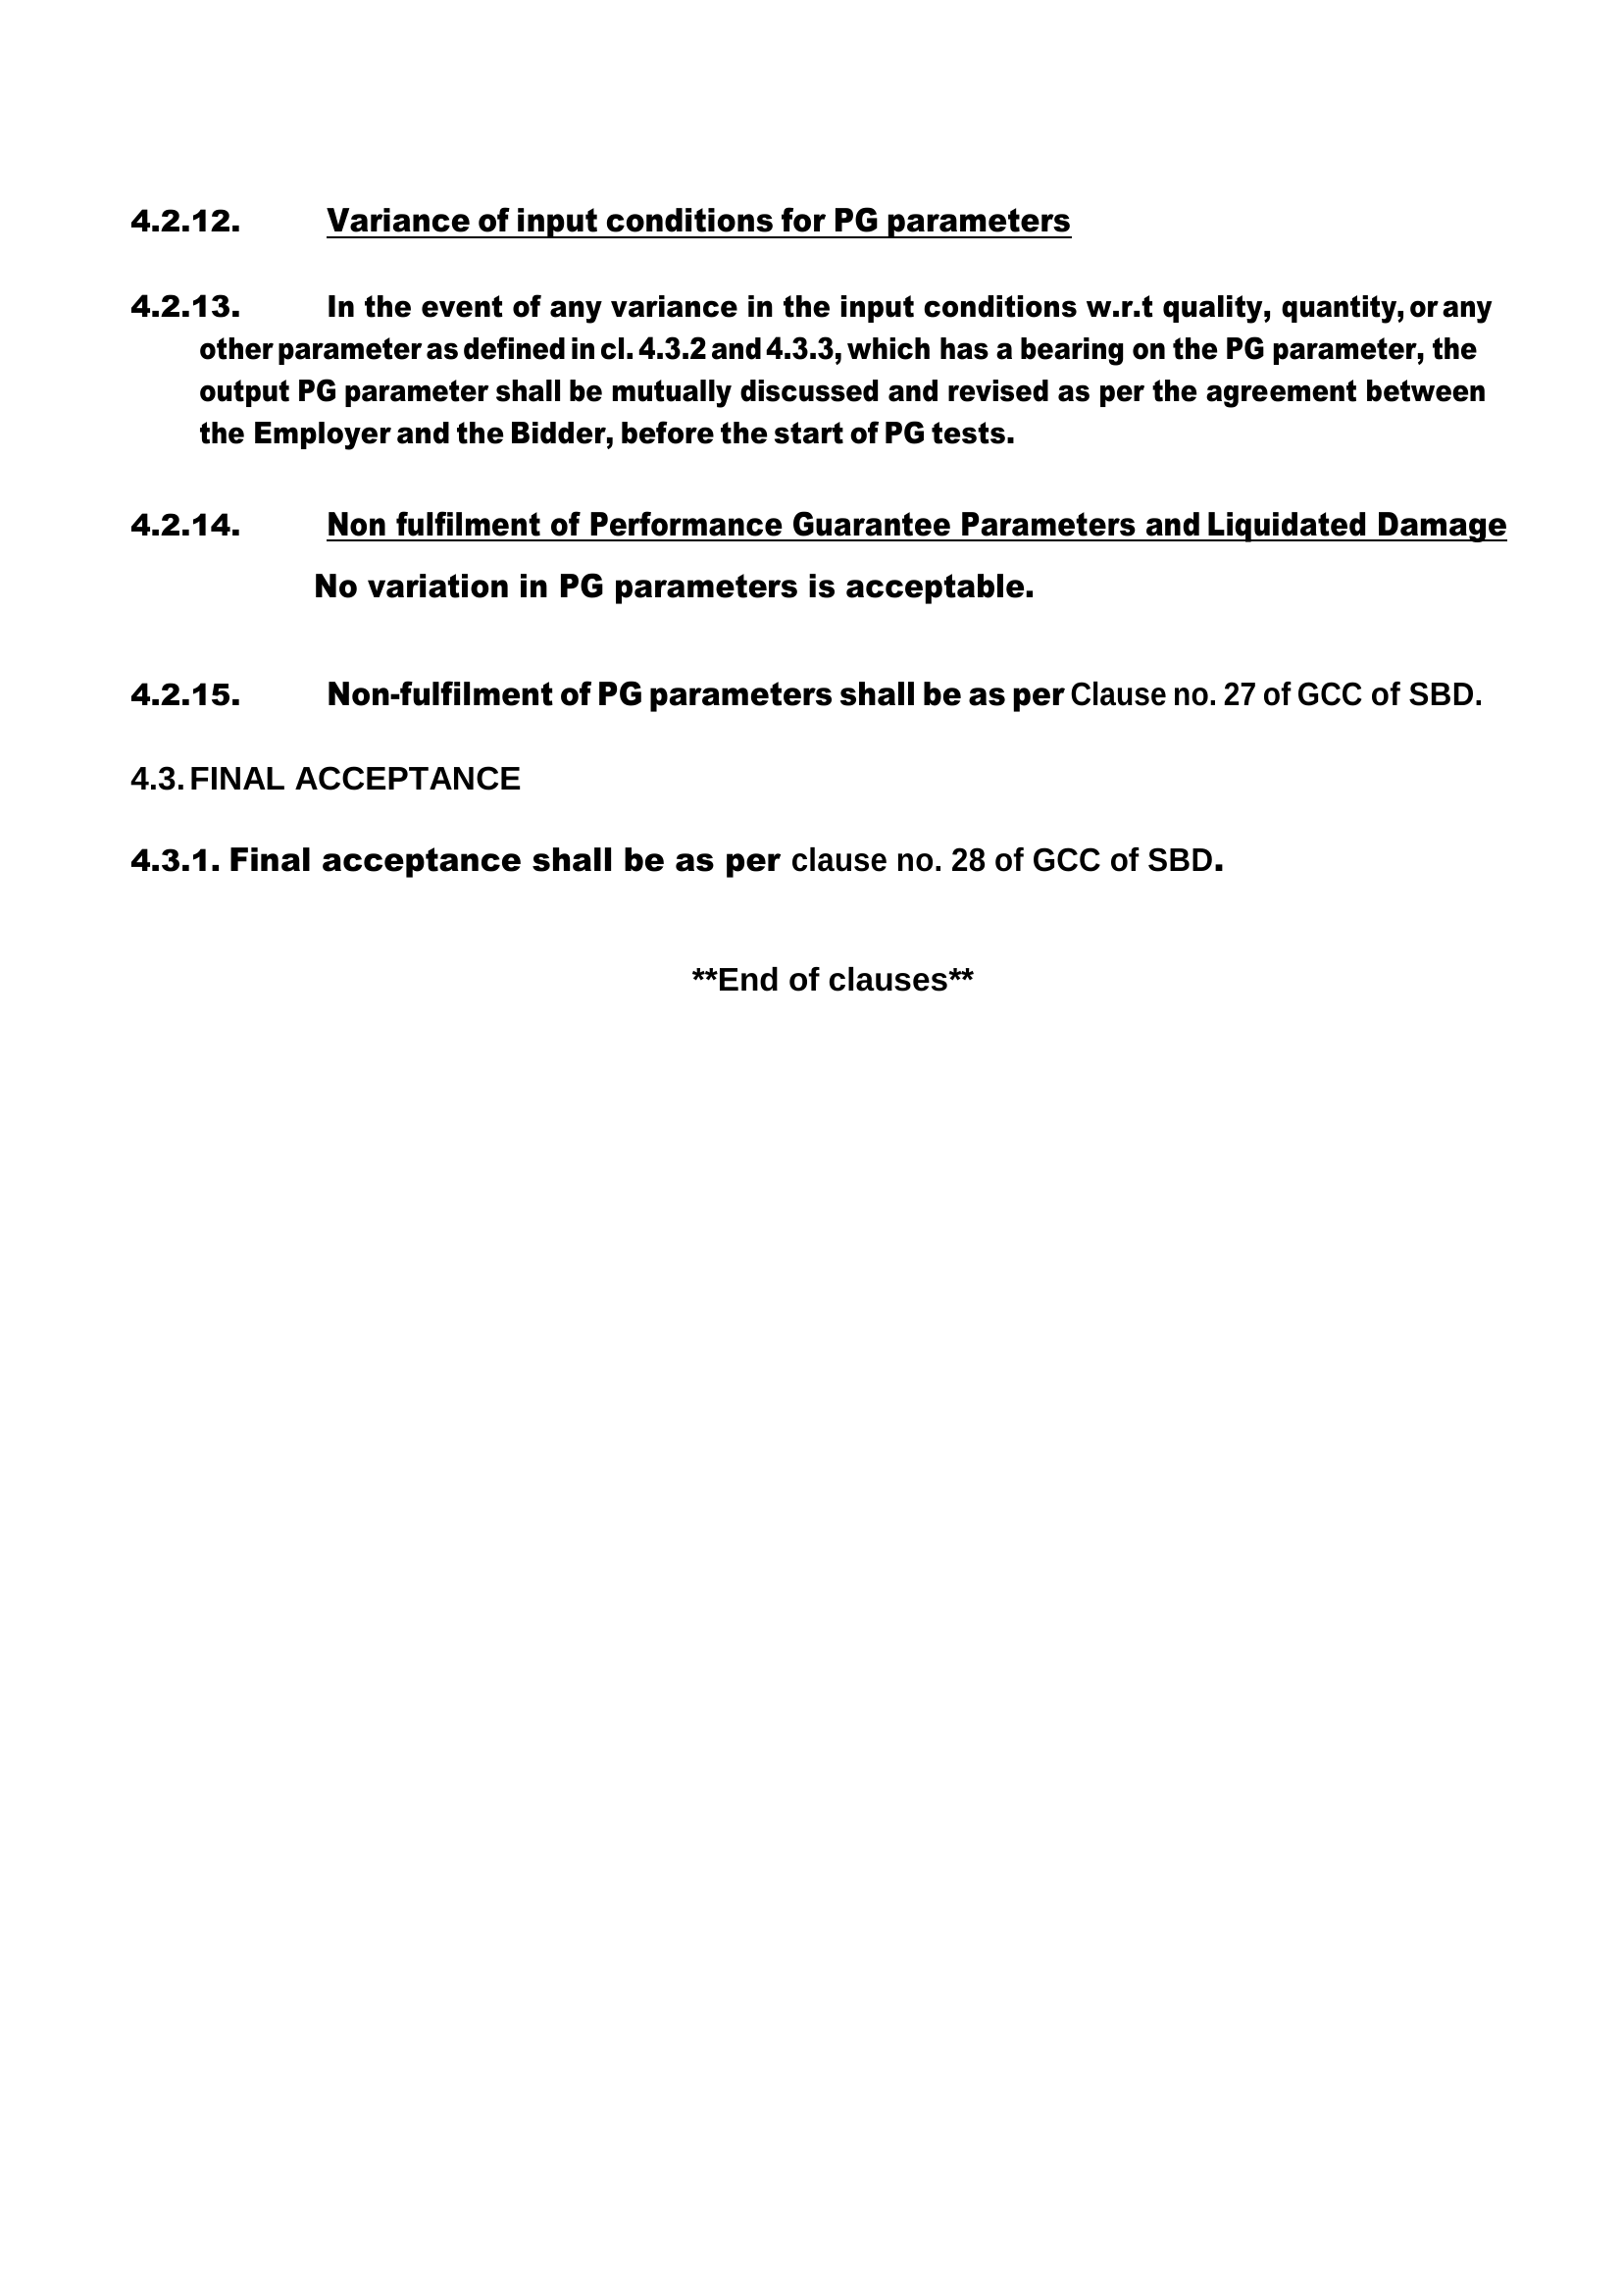 4.2.12. Variance of input conditions for PG parameters
4.2.13. In the event of any variance in the input conditions w.r.t quality, quantity, or any
other parameter as defined in cl. 4.3.2 and 4.3.3, which has a bearing on the PG parameter, the
output PG parameter shall be mutually discussed and revised as per the agreement between
the Employer and the Bidder, before the start of PG tests.
4.2.14. Non fulfilment of Performance Guarantee Parameters and Liquidated Damage
No variation in PG parameters is acceptable.
4.2.15. Non-fulfilment of PG parameters shall be as per Clause no. 27 of GCC of SBD.
4.3. FINAL ACCEPTANCE
4.3.1. Final acceptance shall be as per clause no. 28 of GCC of SBD.
**End of clauses**